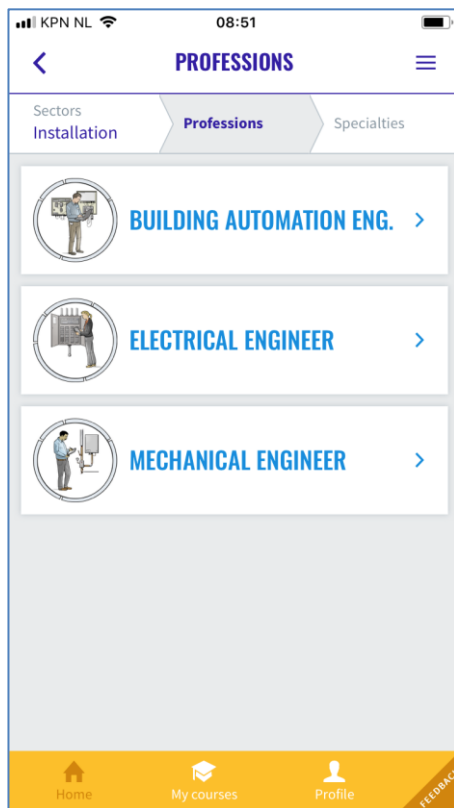 KPN NL 08:51
PROFESSIONS
Sectors
Installation
Professions
Specialties
BUILDING AUTOMATION ENG.
ELECTRICAL ENGINEER
MECHANICAL ENGINEER
Home
My courses
Profile
FEEDBACK